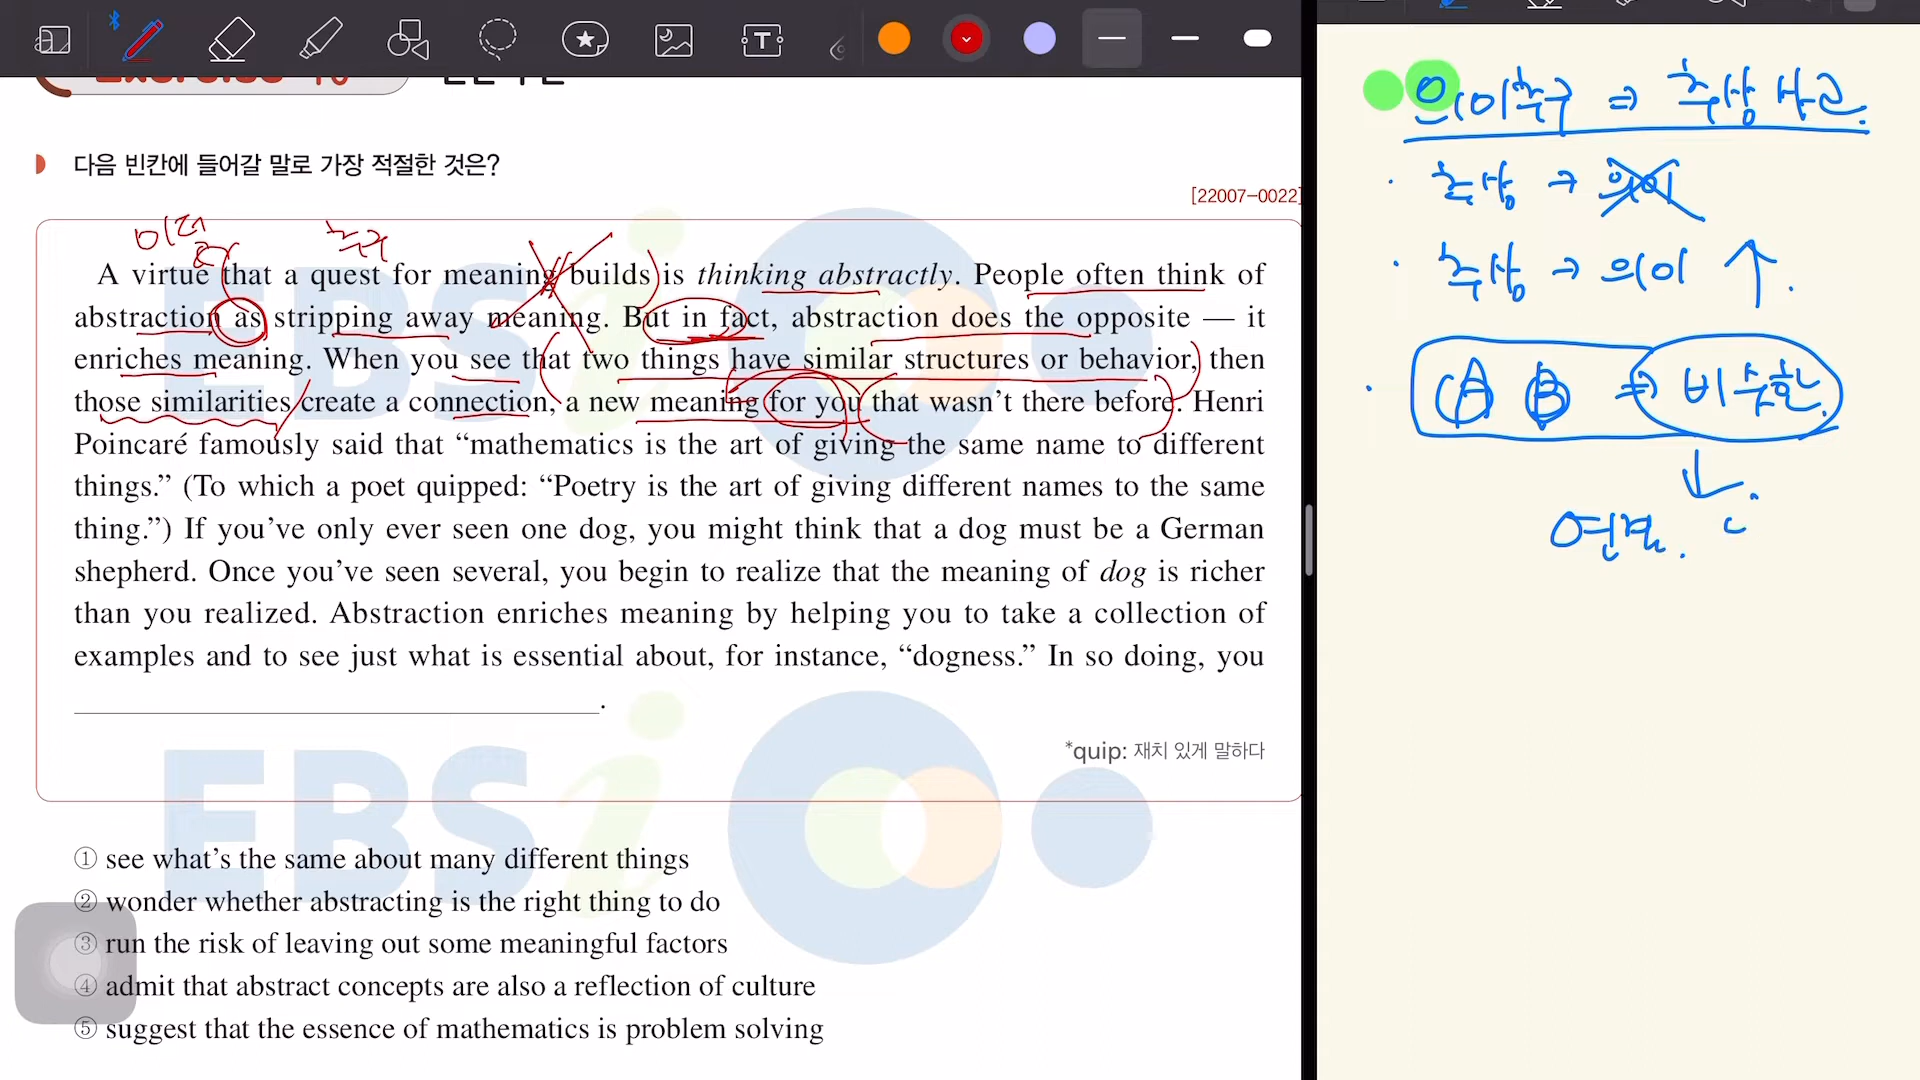 다음 빈칸에 들어갈 말로 가장 적절한 것은?
[22007-0022]
미덕
추구
A virtue that a quest for meaning builds is thinking abstractly. People often think of
abstraction as stripping away meaning. But in fact, abstraction does the opposite — it
enriches meaning. When you see that two things have similar structures or behavior, then
those similarities create a connection, a new meaning for you that wasn't there before. Henri
Poincaré famously said that “mathematics is the art of giving the same name to different
things.” (To which a poet quipped: “Poetry is the art of giving different names to the same
thing.”) If you've only ever seen one dog, you might think that a dog must be a German
shepherd. Once you've seen several, you begin to realize that the meaning of dog is richer
than you realized. Abstraction enriches meaning by helping you to take a collection of
examples and to see just what is essential about, for instance, “dogness.” In so doing, you
.
*quip: 재치 있게 말하다
EBSi
① see what's the same about many different things
② wonder whether abstracting is the right thing to do
③ run the risk of leaving out some meaningful factors
④ admit that abstract concepts are also a reflection of culture
⑤ suggest that the essence of mathematics is problem solving
의미추구 ⇒ 추상 사고.
· 추상 → 의미
· 추상 → 의미 ↑.
· A B ⇒ 비슷한.
↓.
연결.